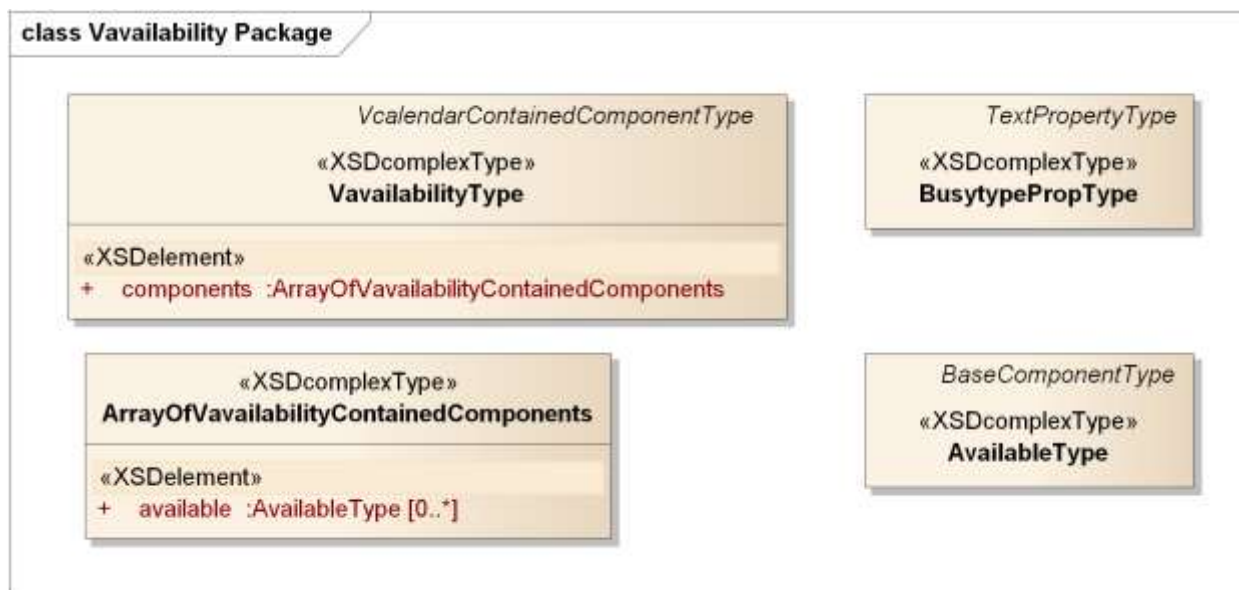 class Vavailability Package
VcalendarContainedComponentType
«XSDcomplexType»
VavailabilityType
«XSDelement»
+ components :ArrayOfVavailabilityContainedComponents
TextPropertyType
«XSDcomplexType»
BusytypePropType
«XSDcomplexType»
ArrayOfVavailabilityContainedComponents
«XSDelement»
+ available :AvailableType [0..*]
BaseComponentType
«XSDcomplexType»
AvailableType